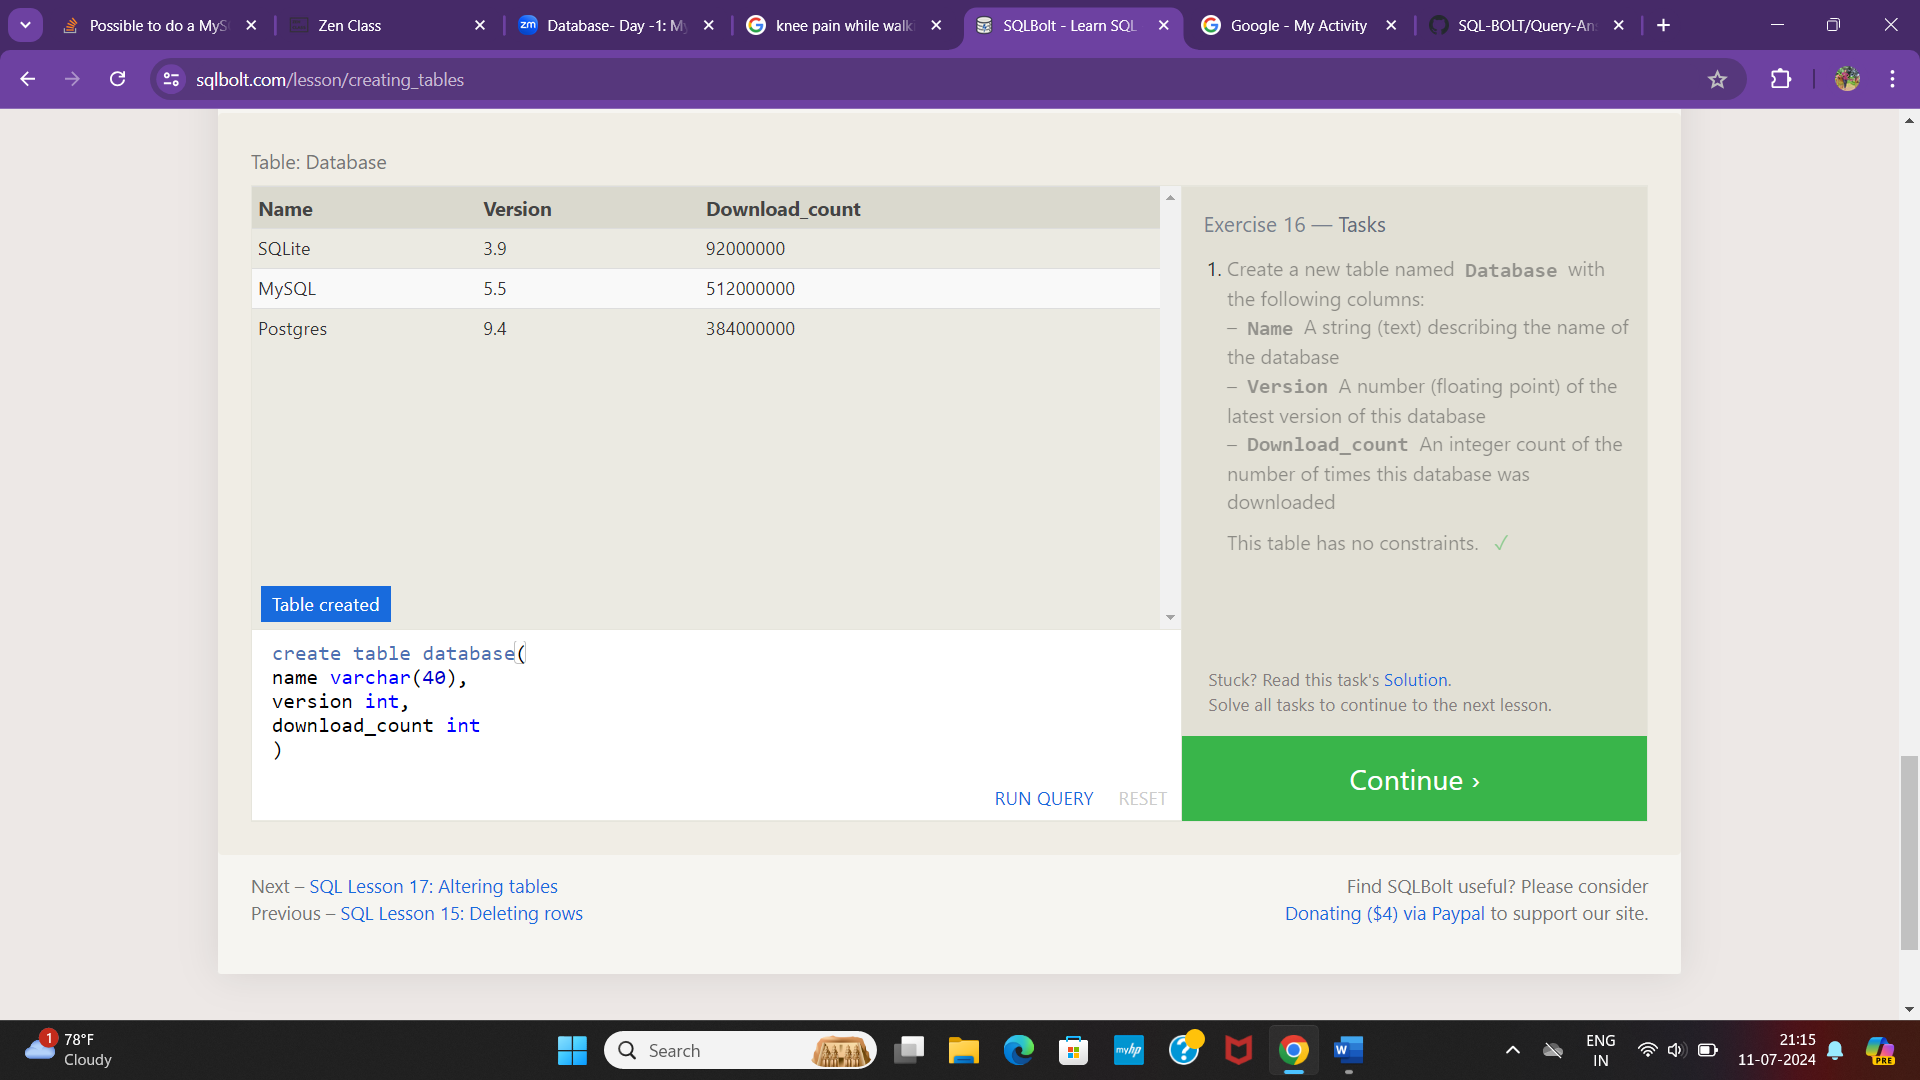 Possible to do a MyS
Zen Class
Database- Day -1: My
knee pain while walki
SQLBolt - Learn SQL
Google - My Activity
SQL-BOLT/Query-Ans
sqlbolt.com/lesson/creating_tables
Table: Database
Name Version Download_count
SQLite 3.9 92000000
MySQL 5.5 512000000
Postgres 9.4 384000000
Table created
create table database(
name varchar(40),
version int,
download_count int
)
RUN QUERY RESET
Exercise 16 — Tasks
1. Create a new table named Database with
the following columns:
– Name A string (text) describing the name of
the database
– Version A number (floating point) of the
latest version of this database
– Download_count An integer count of the
number of times this database was
downloaded
This table has no constraints. ✓
Stuck? Read this task's Solution.
Solve all tasks to continue to the next lesson.
Continue ›
Next – SQL Lesson 17: Altering tables
Previous – SQL Lesson 15: Deleting rows
Find SQLBolt useful? Please consider
Donating ($4) via Paypal to support our site.
1
78°F
Cloudy
Search
myhp
W
ENG
IN
21:15
11-07-2024
PRE